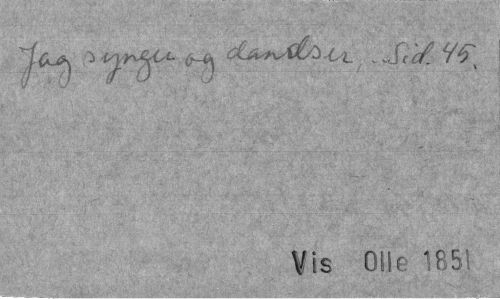 Jag synger og dandser, .. Sid. 45.
Vis Olle 1851